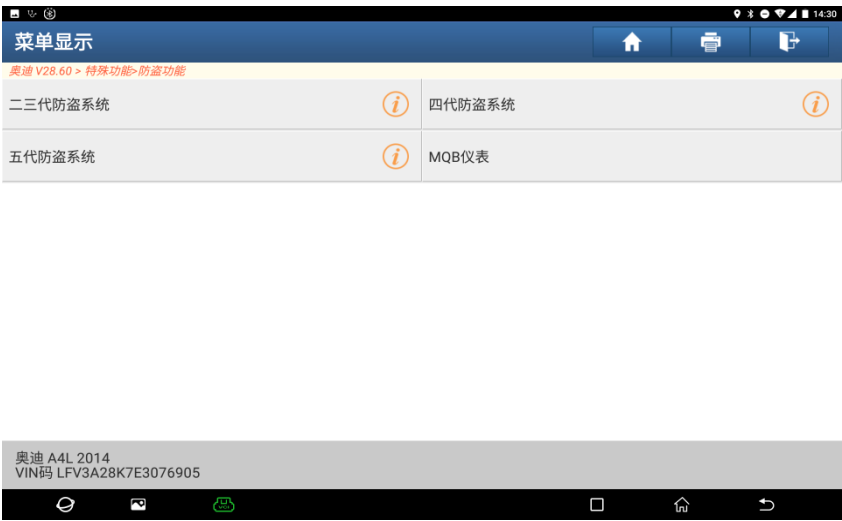 14:30
菜单显示
奥迪 V28.60 > 特殊功能>防盗功能
二三代防盗系统
四代防盗系统
五代防盗系统
MQB仪表
奥迪 A4L 2014
VIN码 LFV3A28K7E3076905